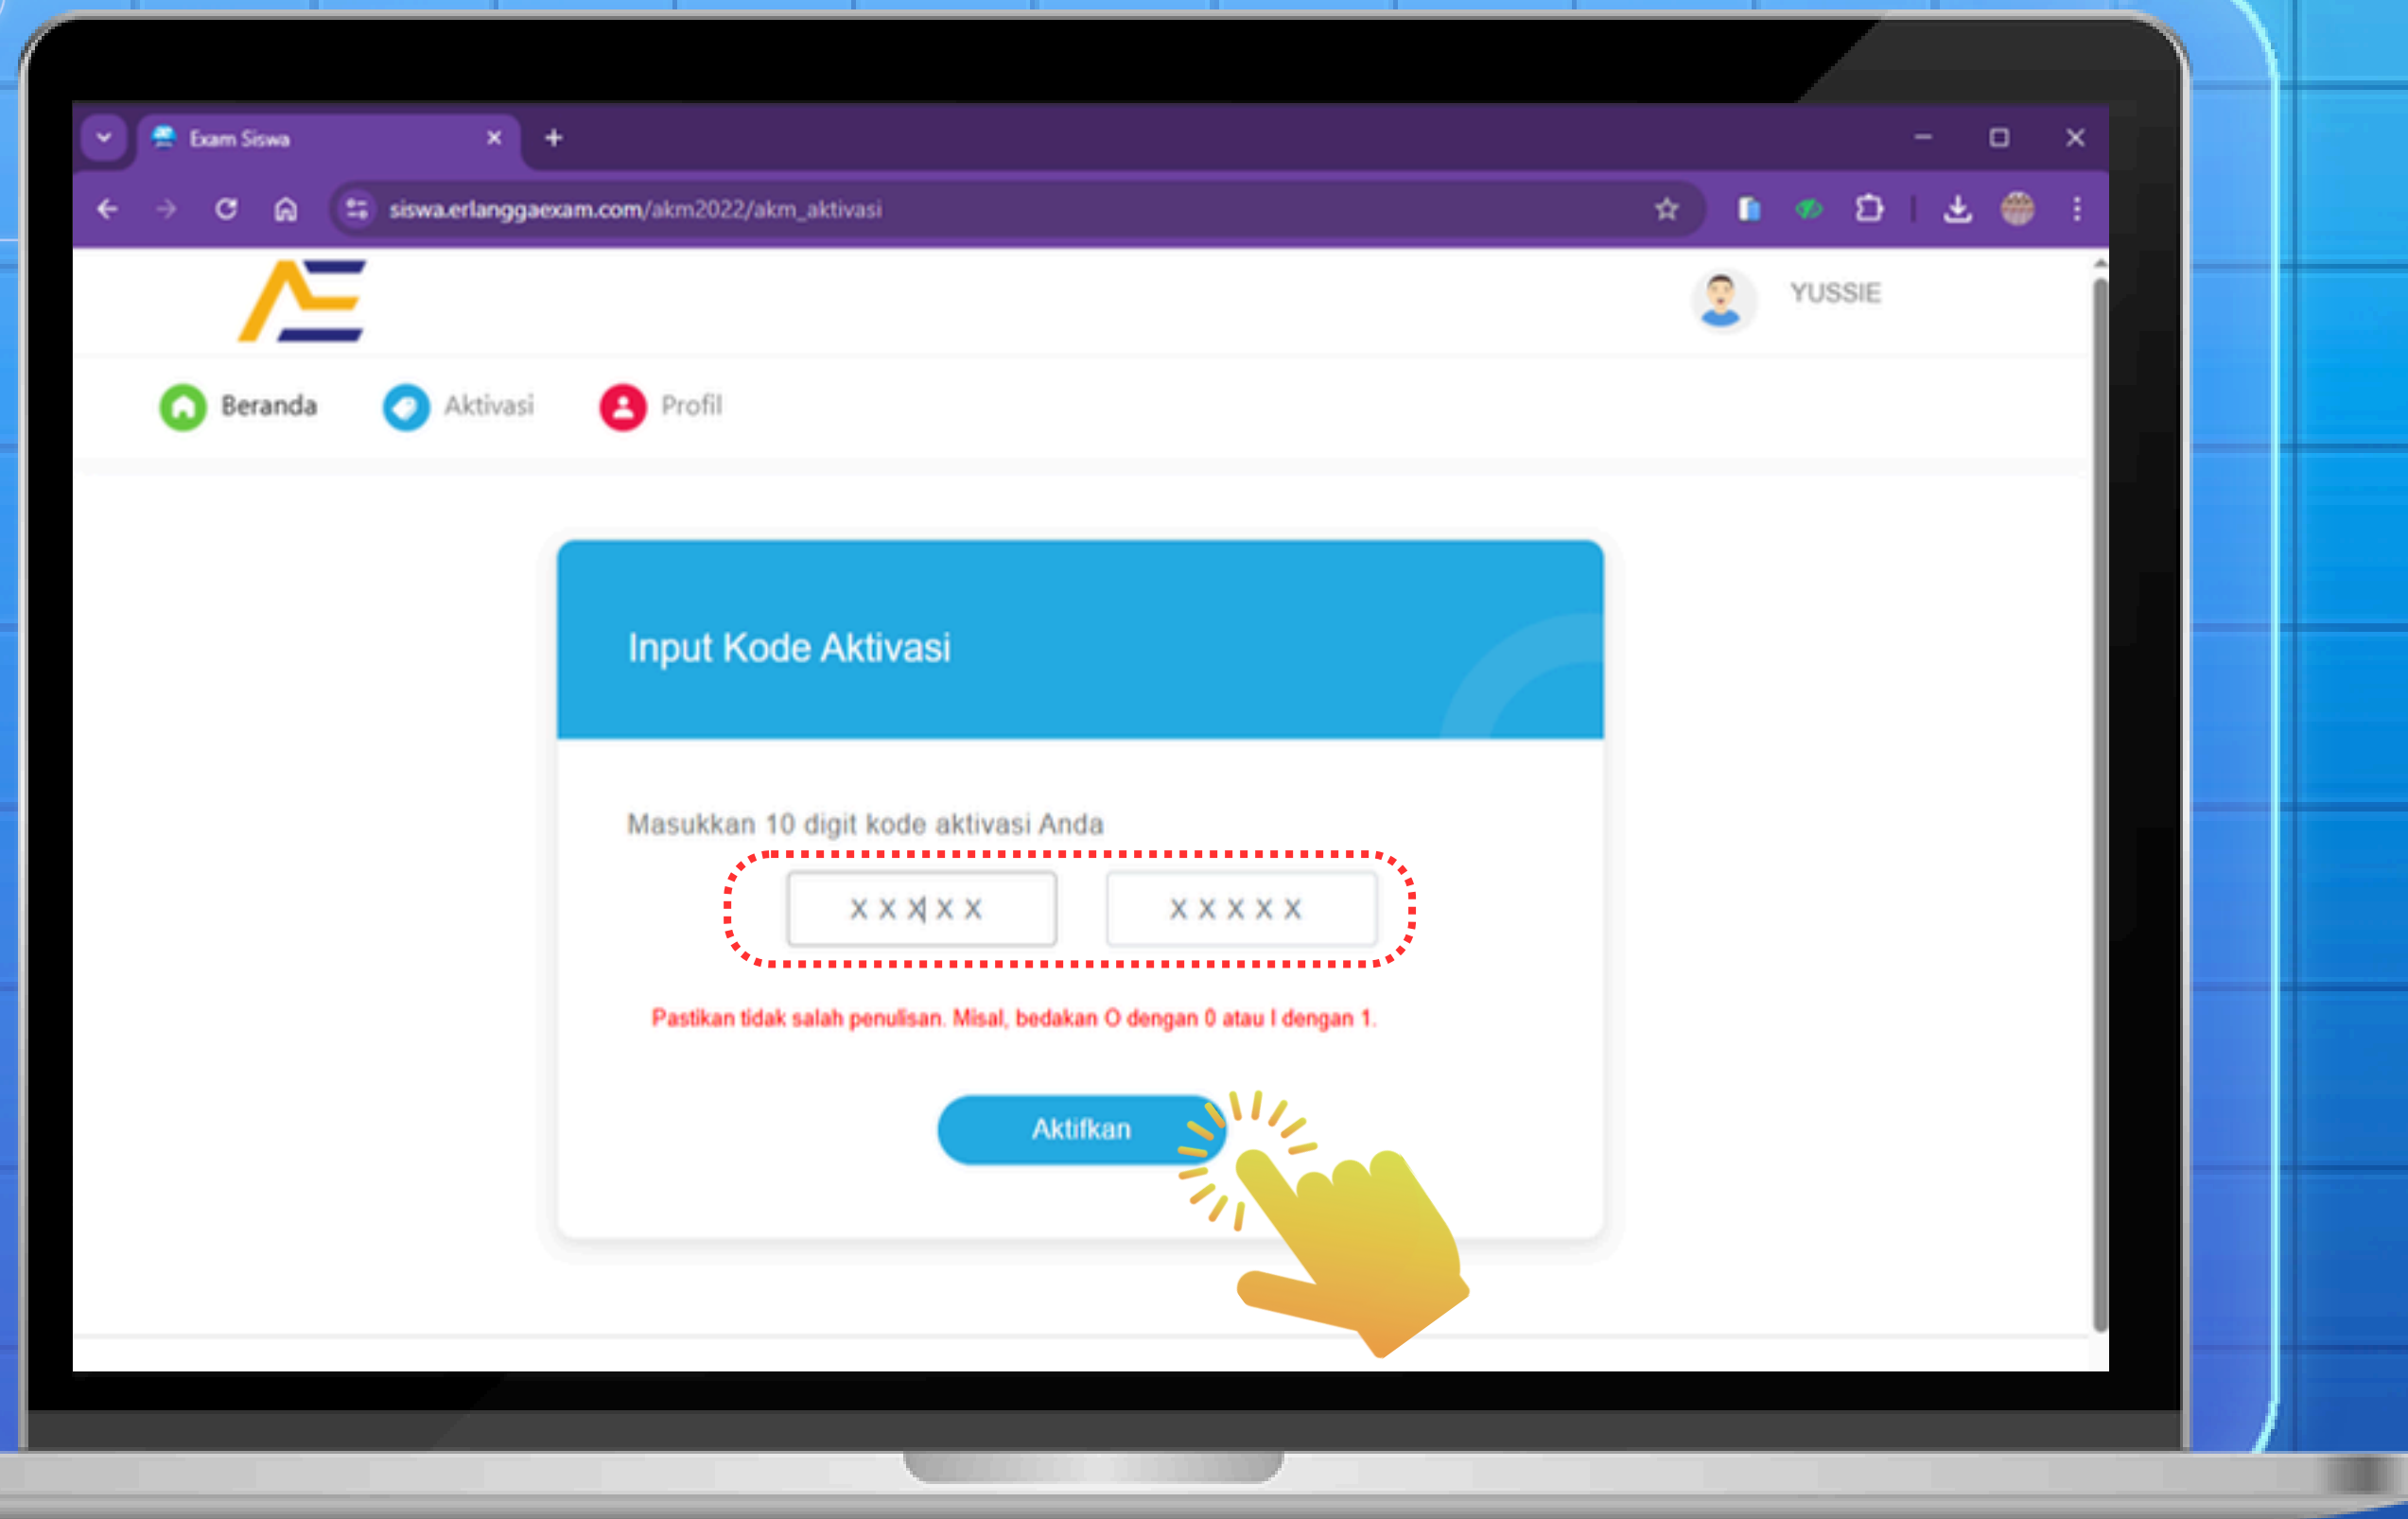 Exam Siswa
siswa.erlanggaexam.com/akm2022/akm_aktivasi
YUSSIE
Beranda
Aktivasi
Profil
Input Kode Aktivasi
Masukkan 10 digit kode aktivasi Anda
X X X X X
X X X X X
Pastikan tidak salah penulisan. Misal, bedakan O dengan 0 atau I dengan 1.
Aktifkan